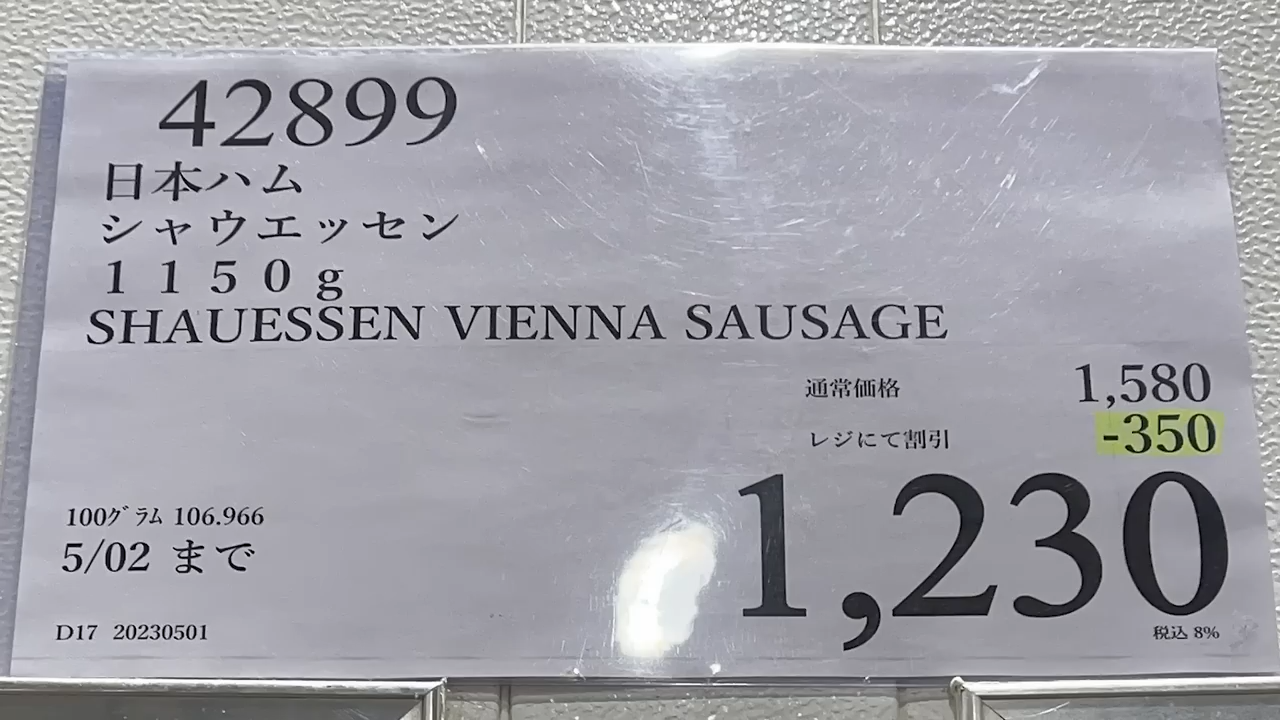 42899
日本ハム
シャウエッセン
1150g
SHAUESSEN VIENNA SAUSAGE
通常価格 1,580
レジにて割引 -350
1,230
税込 8%
100グラム 106.966
5/02 まで
D17 20230501